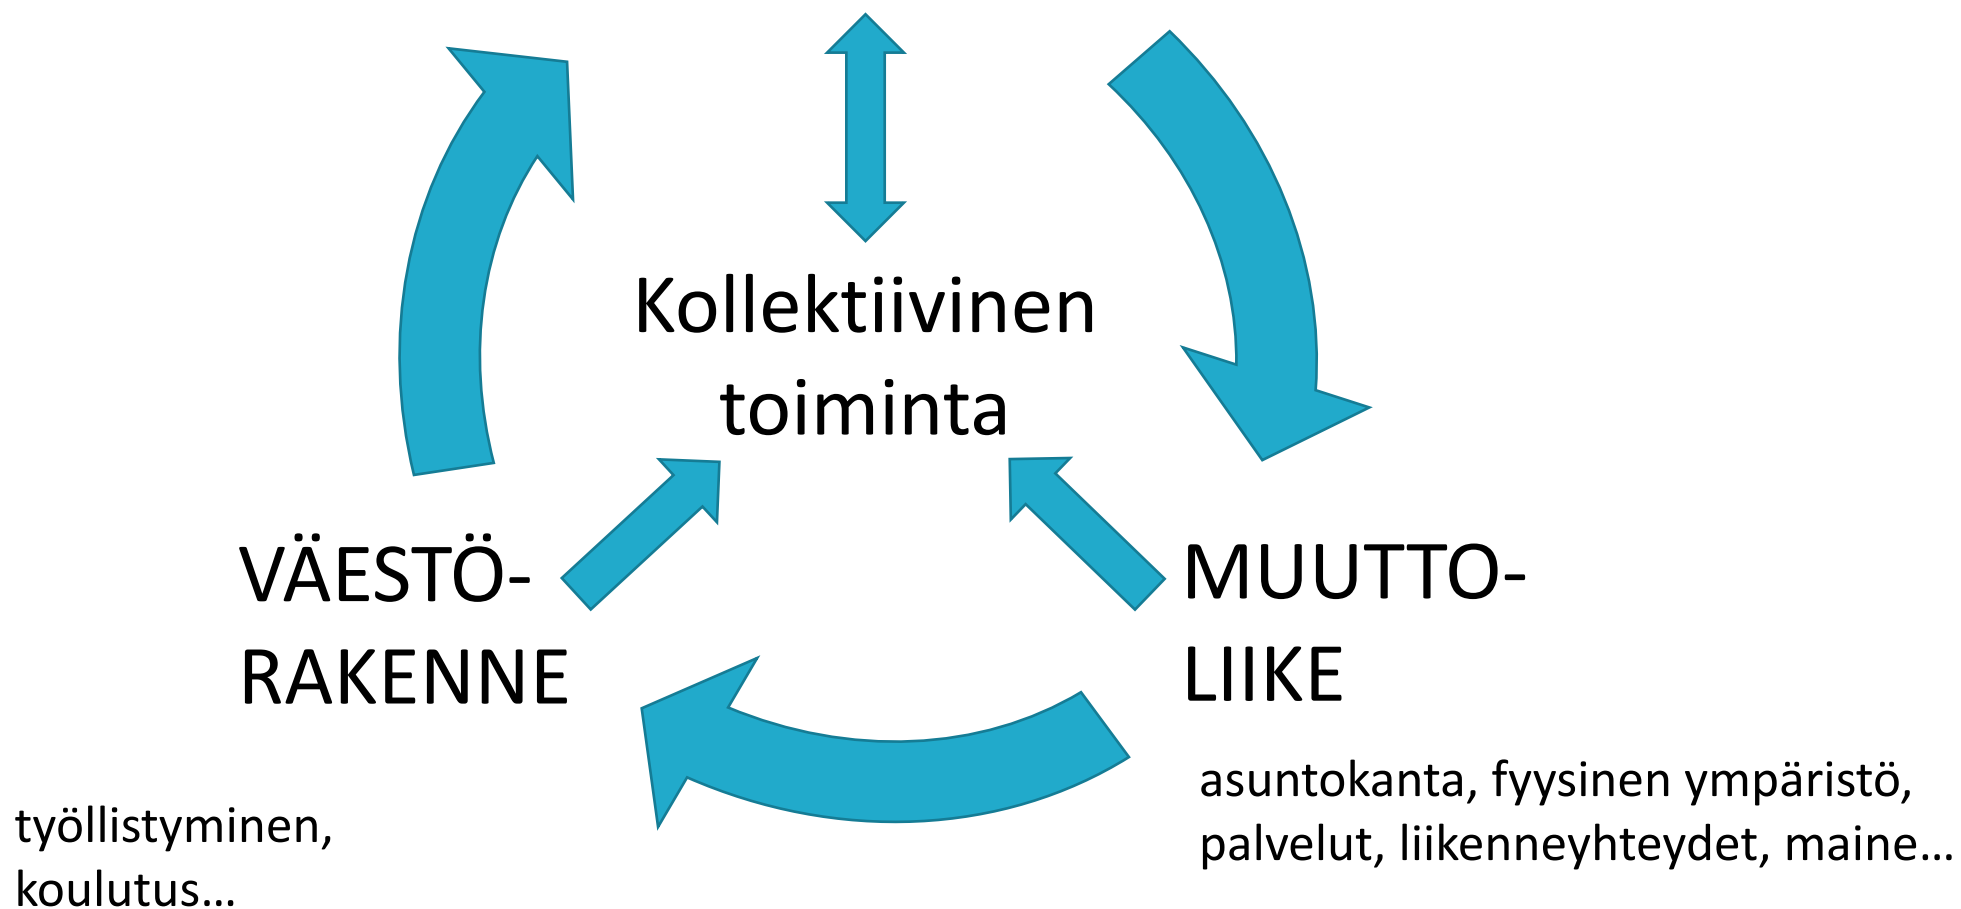 Kollektiivinen
toiminta
VÄESTÖ-
RAKENNE
MUUTTO-
LIIKE
työllistyminen,
koulutus…
asuntokanta, fyysinen ympäristö,
palvelut, liikenneyhteydet, maine…